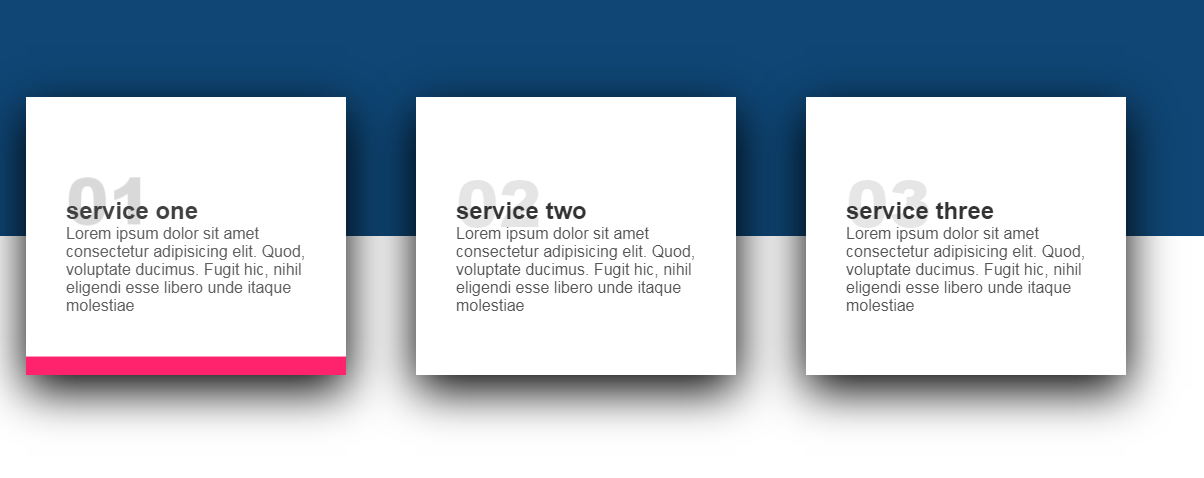 01
service one
Lorem ipsum dolor sit amet
consectetur adipisicing elit. Quod,
voluptate ducimus. Fugit hic, nihil
eligendi esse libero unde itaque
molestiae
02
service two
Lorem ipsum dolor sit amet
consectetur adipisicing elit. Quod,
voluptate ducimus. Fugit hic, nihil
eligendi esse libero unde itaque
molestiae
03
service three
Lorem ipsum dolor sit amet
consectetur adipisicing elit. Quod,
voluptate ducimus. Fugit hic, nihil
eligendi esse libero unde itaque
molestiae